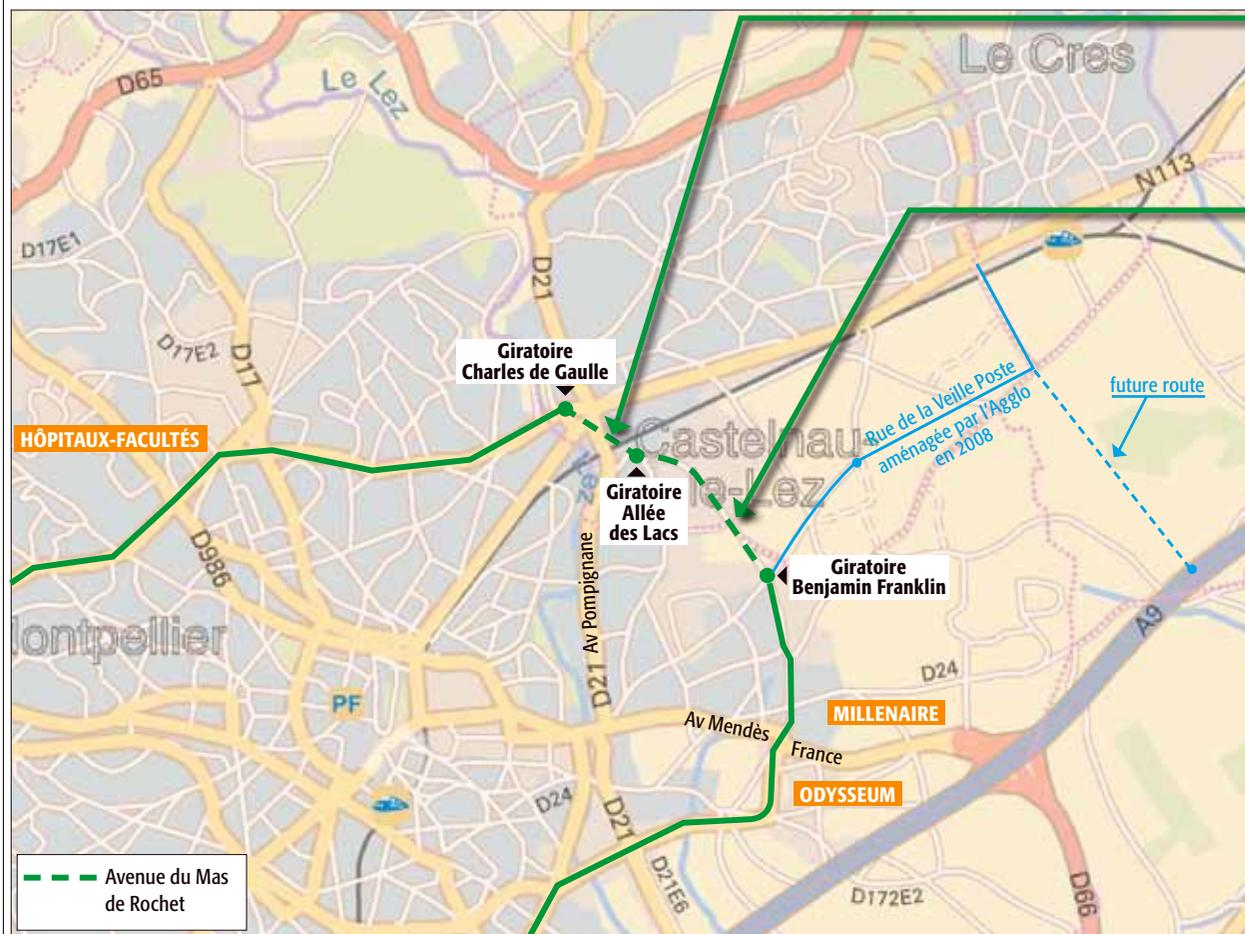 Le Cres
D65
Le Lez
N113
D17E1
D21
D17E2
D17
Giratoire
Charles de Gaulle
HÔPITAUX-FACULTÉS
Rue de la Veille Poste
aménagée par l'Agglo
en 2008
future route
Castelnau-
le-Lez
Lez
Giratoire
Allée
des Lacs
D986
Av Pompignane
Giratoire
Benjamin Franklin
A9
ontpellier
D24
D21
PF
MILLENAIRE
Av Mendès France
ODYSSEUM
D24
D21
D21E6
D172E2
D66
Avenue du Mas
de Rochet